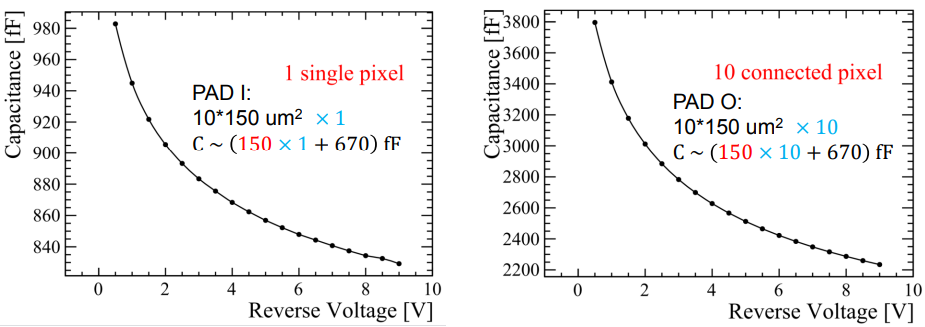 Capacitance [fF]
980
960
940
920
900
880
860
840
0
2
4
6
8
10
Reverse Voltage [V]
1 single pixel
PAD I:
10*150 um² × 1
C ~ (150 × 1 + 670) fF
Capacitance [fF]
3800
3600
3400
3200
3000
2800
2600
2400
2200
0
2
4
6
8
10
Reverse Voltage [V]
10 connected pixel
PAD O:
10*150 um² × 10
C ~ (150 × 10 + 670) fF